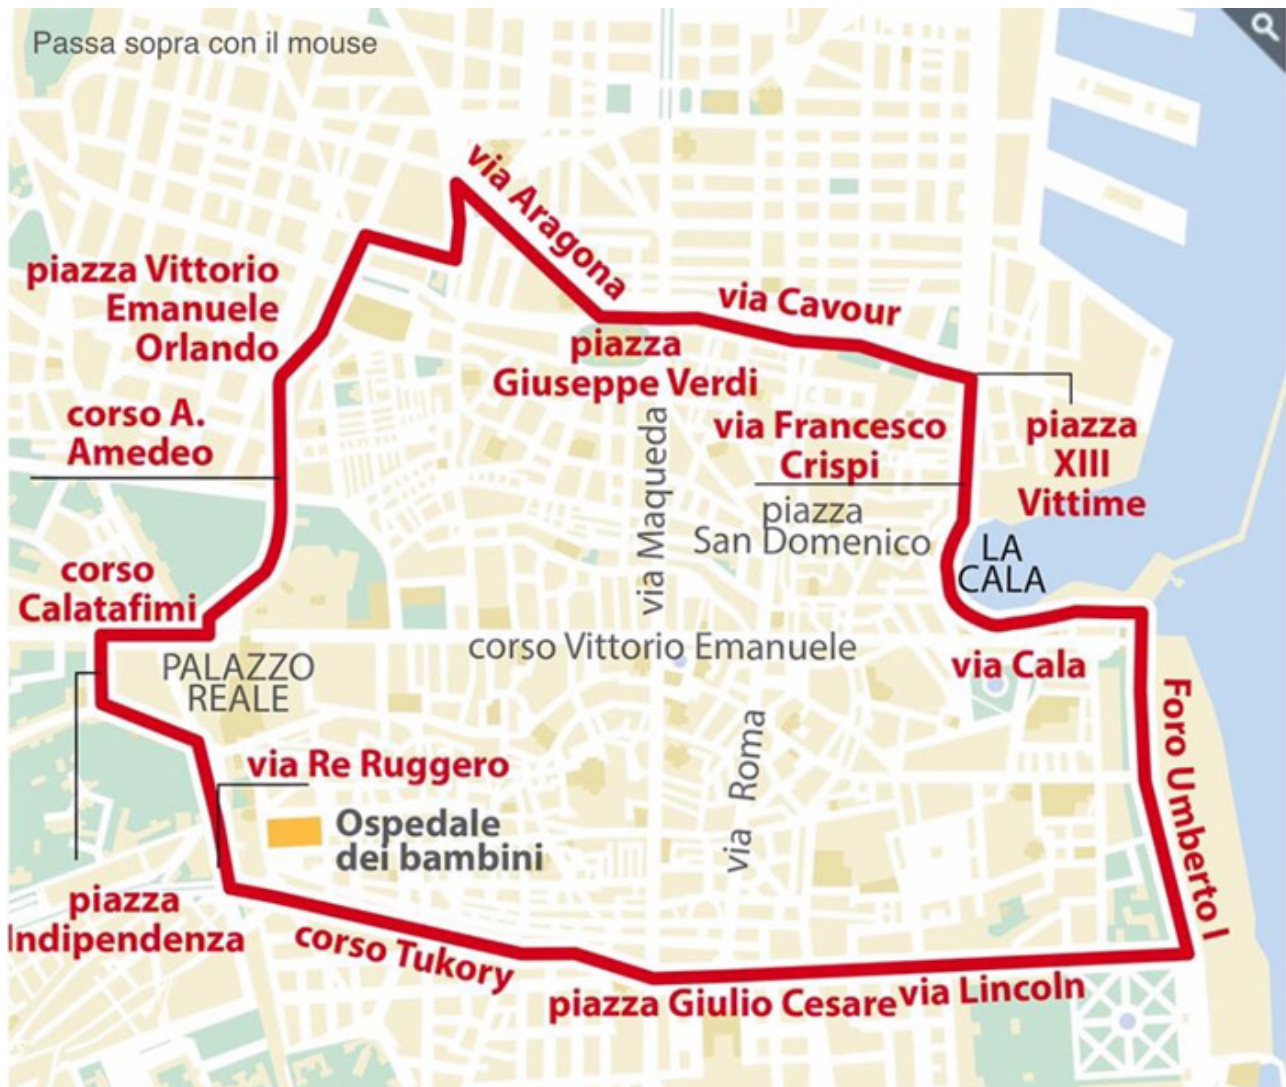 Passa sopra con il mouse
via Aragona
piazza Vittorio
Emanuele
Orlando
via Cavour
piazza
Giuseppe Verdi
corso A.
Amedeo
via Maqueda
via Francesco
Crispi
piazza
XIII
Vittime
piazza
San Domenico
LA
CALA
corso
Calatafimi
corso Vittorio Emanuele
PALAZZO
REALE
via Cala
Foro Umberto I
via Roma
via Re Ruggero
Ospedale
dei bambini
piazza
Indipendenza
corso Tukory
piazza Giulio Cesare
via Lincoln